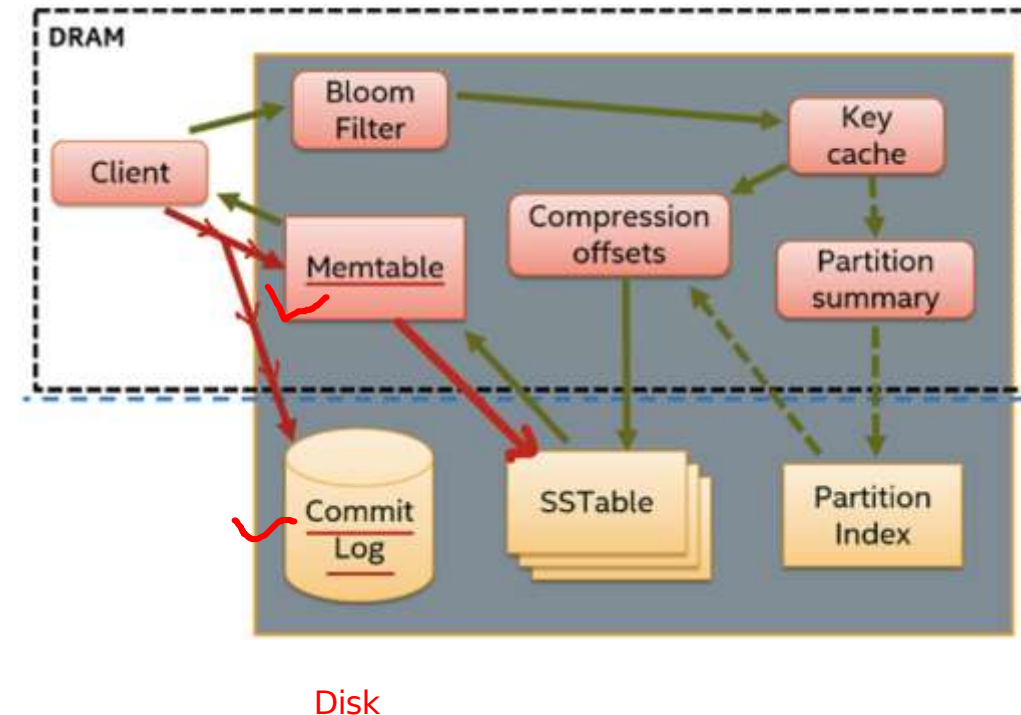 DRAM
Bloom
Filter
Key
cache
Client
Compression
offsets
Memtable
Partition
summary
Commit
Log
SSTable
Partition
Index
Disk